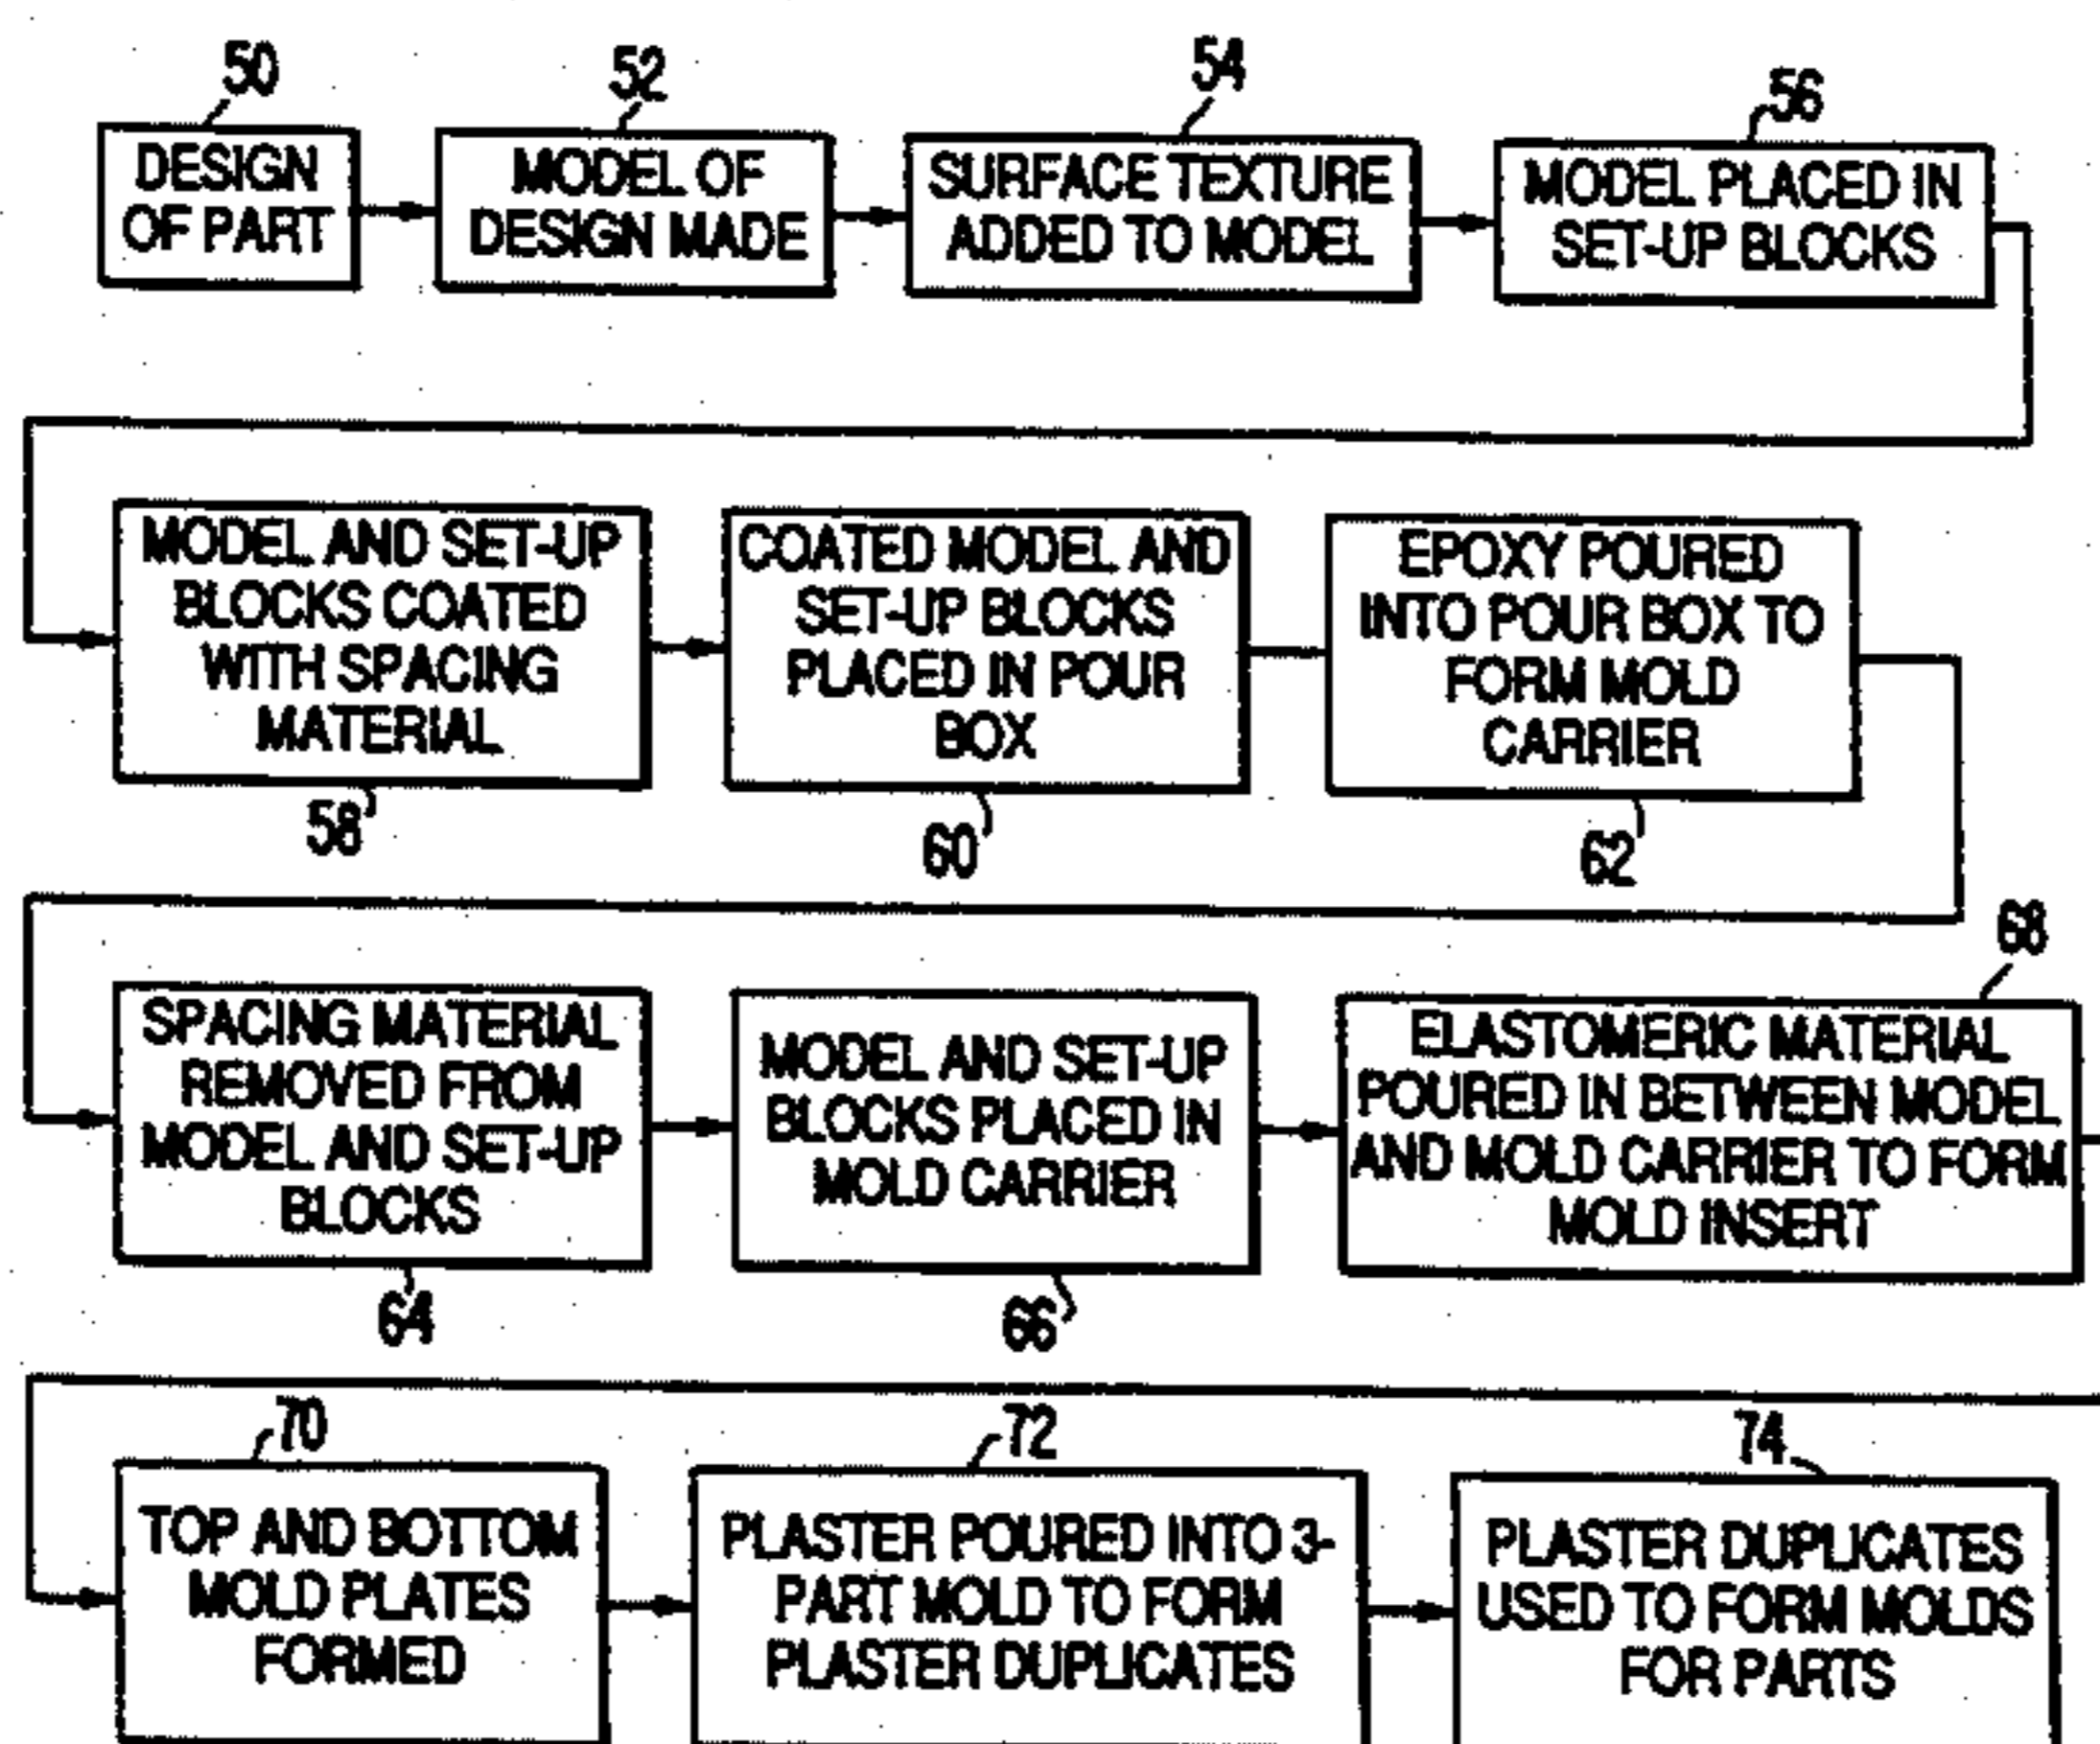 50
DESIGN
OF PART
52
MODEL OF
DESIGN MADE
54
SURFACE TEXTURE
ADDED TO MODEL
56
MODEL PLACED IN
SET-UP BLOCKS
MODEL AND SET-UP
BLOCKS COATED
WITH SPACING
MATERIAL
58
COATED MODEL AND
SET-UP BLOCKS
PLACED IN POUR
BOX
60
EPOXY POURED
INTO POUR BOX TO
FORM MOLD
CARRIER
62
SPACING MATERIAL
REMOVED FROM
MODEL AND SET-UP
BLOCKS
64
MODEL AND SET-UP
BLOCKS PLACED IN
MOLD CARRIER
66
68
ELASTOMERIC MATERIAL
POURED IN BETWEEN MODEL
AND MOLD CARRIER TO FORM
MOLD INSERT
70
TOP AND BOTTOM
MOLD PLATES
FORMED
72
PLASTER POURED INTO 3-
PART MOLD TO FORM
PLASTER DUPLICATES
74
PLASTER DUPLICATES
USED TO FORM MOLDS
FOR PARTS